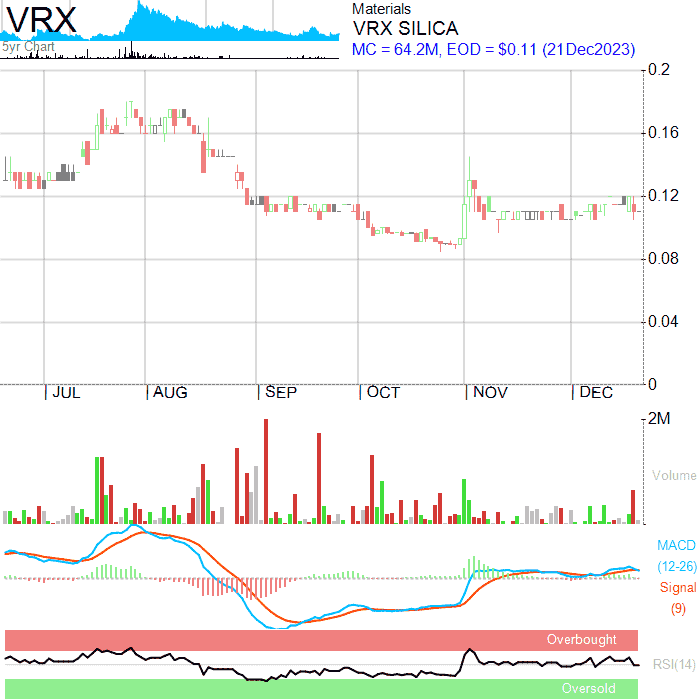 VRX
5yr Chart
Materials
VRX SILICA
MC = 64.2M, EOD = $0.11 (21Dec2023)
0.2
0.16
0.12
0.08
0.04
0
JUL AUG SEP OCT NOV DEC
2M
Volume
MACD
(12-26)
Signal
(9)
Overbought
RSI(14)
Oversold